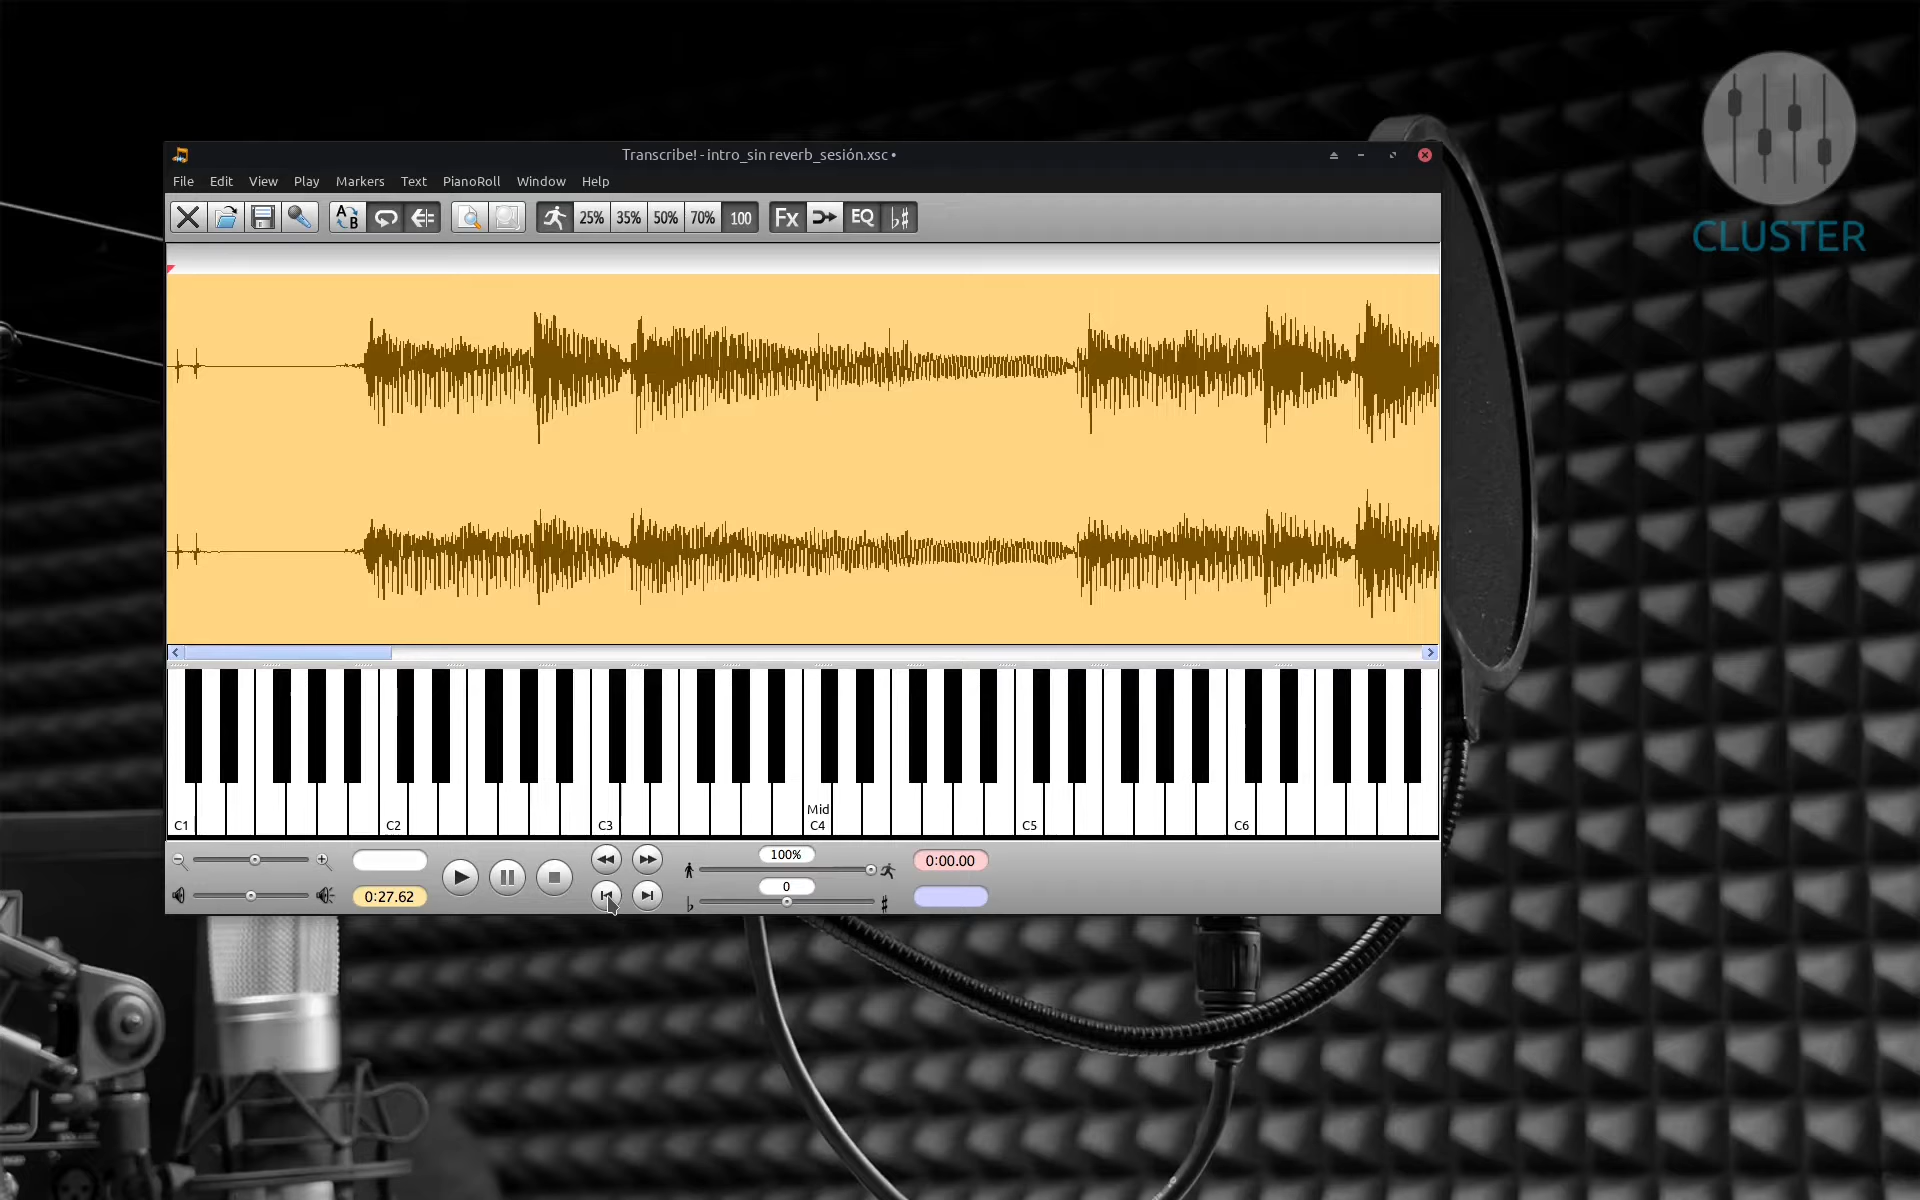 Transcribe! - intro_sin reverb_sesión.xsc •
File Edit View Play Markers Text PianoRoll Window Help
A B 25% 35% 50% 70% 100 Fx EQ ♭♯
CLUSTER
Mid
C1 C2 C3 C4 C5 C6
100% 0:00.00
0:27.62 0
♭ ♯